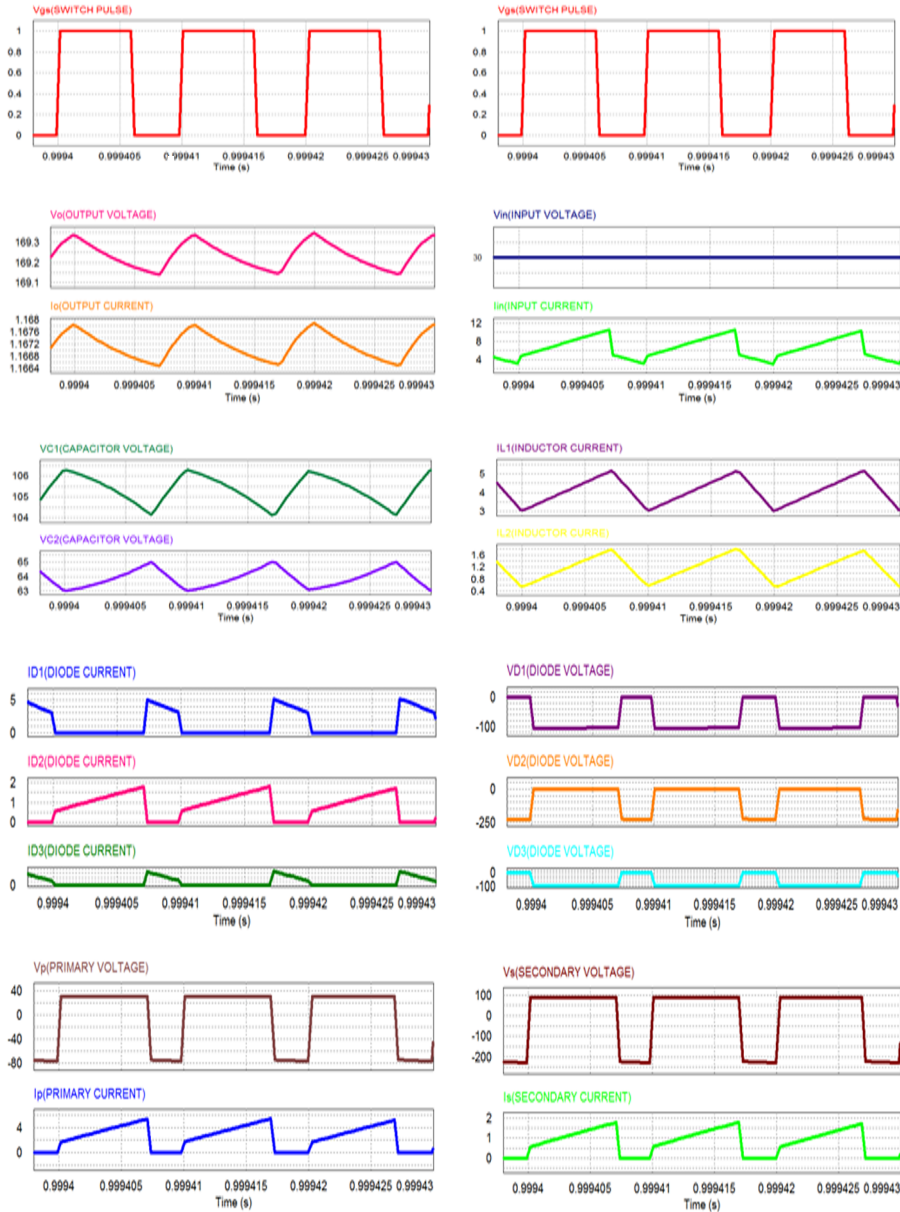 Vgs(SWITCH PULSE)
1
0.8
0.6
0.4
0.2
0
0.9994 0.999405 0.99941 0.999415 0.99942 0.999425 0.99943
Time (s)
Vgs(SWITCH PULSE)
1
0.8
0.6
0.4
0.2
0
0.9994 0.999405 0.99941 0.999415 0.99942 0.999425 0.99943
Time (s)
Vo(OUTPUT VOLTAGE)
169.3
169.2
169.1
Io(OUTPUT CURRENT)
1.168
1.1676
1.1672
1.1668
1.1664
0.9994 0.999405 0.99941 0.999415 0.99942 0.999425 0.99943
Time (s)
Vin(INPUT VOLTAGE)
30
Iin(INPUT CURRENT)
12
8
4
0.9994 0.999405 0.99941 0.999415 0.99942 0.999425 0.99943
Time (s)
VC1(CAPACITOR VOLTAGE)
106
105
104
VC2(CAPACITOR VOLTAGE)
65
64
63
0.9994 0.999405 0.99941 0.999415 0.99942 0.999425 0.99943
Time (s)
IL1(INDUCTOR CURRENT)
5
4
3
IL2(INDUCTOR CURRE)
1.6
1.2
0.8
0.4
0.9994 0.999405 0.99941 0.999415 0.99942 0.999425 0.99943
Time (s)
ID1(DIODE CURRENT)
5
0
ID2(DIODE CURRENT)
2
1
0
ID3(DIODE CURRENT)
0
0.9994 0.999405 0.99941 0.999415 0.99942 0.999425 0.99943
Time (s)
VD1(DIODE VOLTAGE)
0
-100
VD2(DIODE VOLTAGE)
0
-250
VD3(DIODE VOLTAGE)
0
-100
0.9994 0.999405 0.99941 0.999415 0.99942 0.999425 0.99943
Time (s)
Vp(PRIMARY VOLTAGE)
40
0
-40
-80
Ip(PRIMARY CURRENT)
4
0
0.9994 0.999405 0.99941 0.999415 0.99942 0.999425 0.99943
Time (s)
Vs(SECONDARY VOLTAGE)
100
0
-100
-200
Is(SECONDARY CURRENT)
2
1
0
0.9994 0.999405 0.99941 0.999415 0.99942 0.999425 0.99943
Time (s)